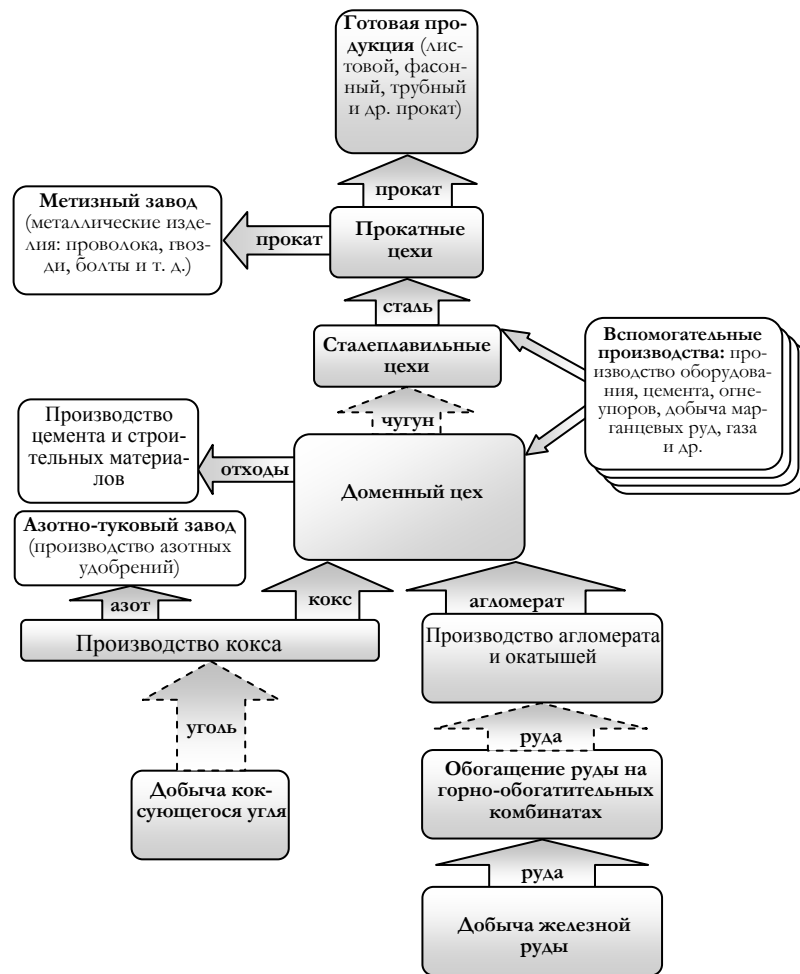 Готовая про-
дукция (лис-
товой, фасон-
ный, трубный
и др. прокат)
прокат
Метизный завод
(металлические изде-
лия: проволока, гвоз-
ди, болты и т. д.)
прокат
Прокатные
цехи
сталь
Сталеплавильные
цехи
Вспомогательные
производства: про-
изводство оборудова-
ния, цемента, огне-
упоров, добыча мар-
ганцевых руд, газа
и др.
чугун
Производство
цемента и строи-
тельных материа-
лов
отходы
Доменный цех
Азотно-туковый завод
(производство азотных
удобрений)
азот
кокс
агломерат
Производство кокса
Производство агломерата
и окатышей
уголь
руда
Добыча кок-
сующегося угля
Обогащение руды на
горно-обогатительных
комбинатах
руда
Добыча железной
руды